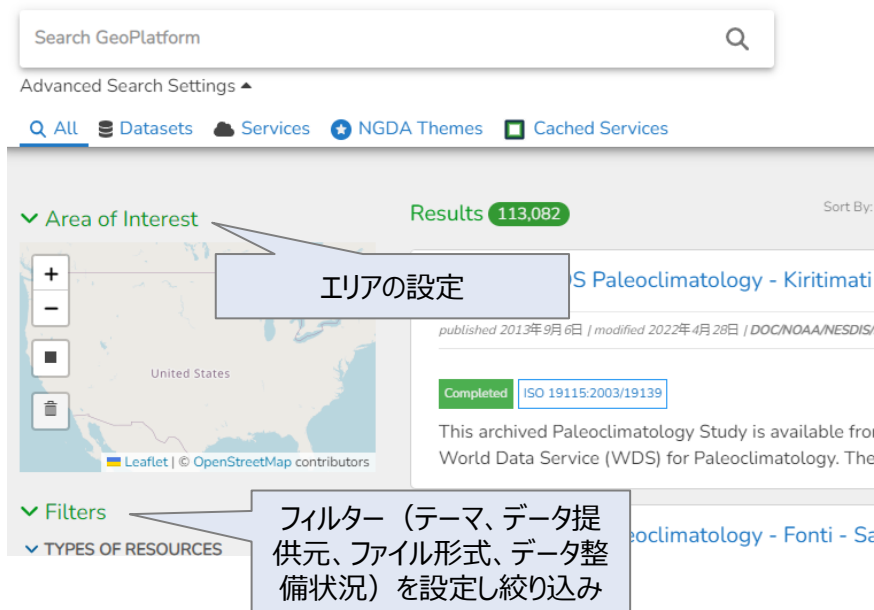 Search GeoPlatform
Advanced Search Settings
All Datasets Services NGDA Themes Cached Services
Area of Interest
Results 113,082
Sort By:
エリアの設定
S Paleoclimatology - Kiritimati
published 2013年9月6日 | modified 2022年4月28日 | DOC/NOAA/NESDIS/
+
−
United States
Completed ISO 19115:2003/19139
This archived Paleoclimatology Study is available
World Data Service (WDS) for Paleoclimatology. The
Leaflet | © OpenStreetMap contributors
Filters
TYPES OF RESOURCES
フィルター（テーマ、データ提
供元、ファイル形式、データ整
備状況）を設定し絞り込み
oclimatology - Fonti - Sa